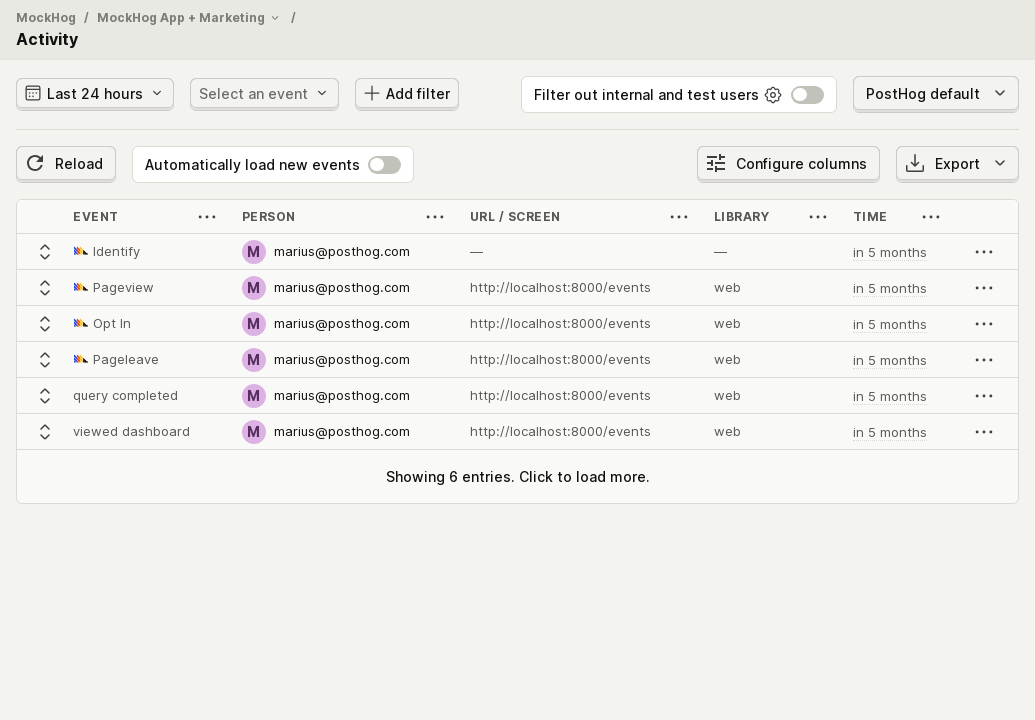 MockHog / MockHog App + Marketing /
Activity
Last 24 hours Select an event Add filter Filter out internal and test users PostHog default
Reload Automatically load new events Configure columns Export
EVENT ••• PERSON ••• URL / SCREEN ••• LIBRARY ••• TIME •••
Identify M marius@posthog.com — — in 5 months •••
Pageview M marius@posthog.com http://localhost:8000/events web in 5 months •••
Opt In M marius@posthog.com http://localhost:8000/events web in 5 months •••
Pageleave M marius@posthog.com http://localhost:8000/events web in 5 months •••
query completed M marius@posthog.com http://localhost:8000/events web in 5 months •••
viewed dashboard M marius@posthog.com http://localhost:8000/events web in 5 months •••
Showing 6 entries. Click to load more.